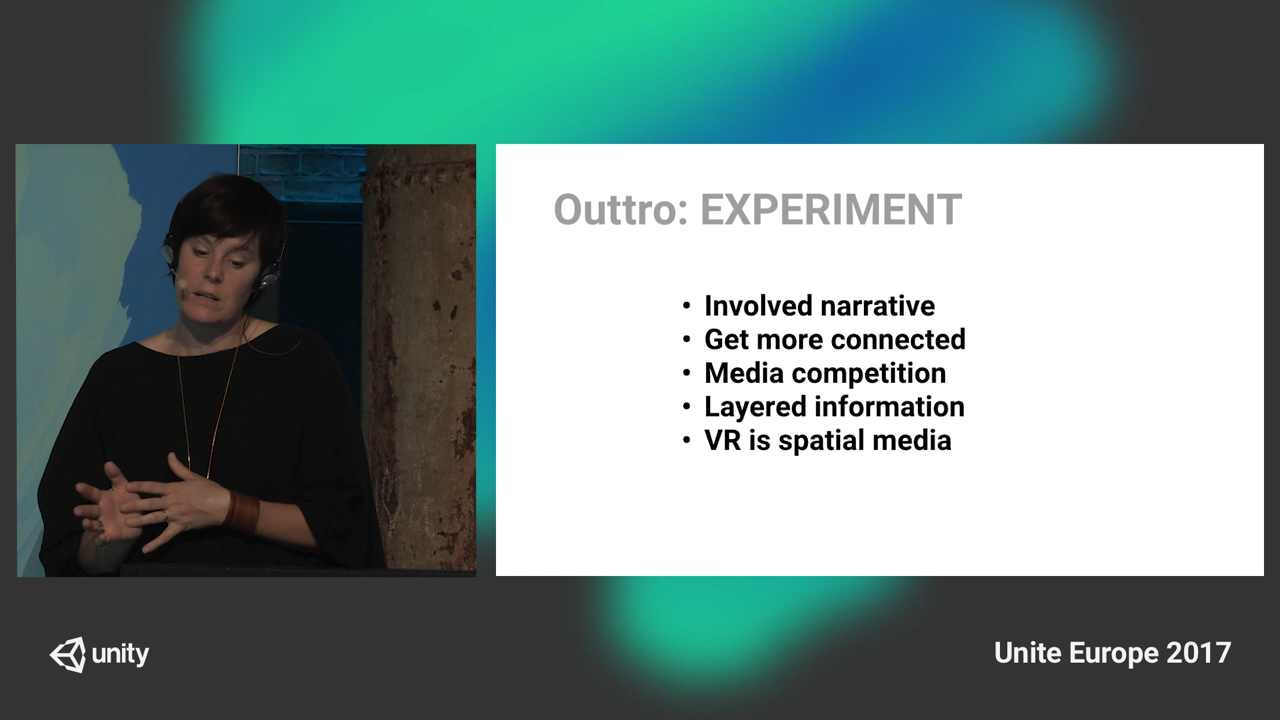 Outtro: EXPERIMENT
• Involved narrative
• Get more connected
• Media competition
• Layered information
• VR is spatial media
unity
Unite Europe 2017